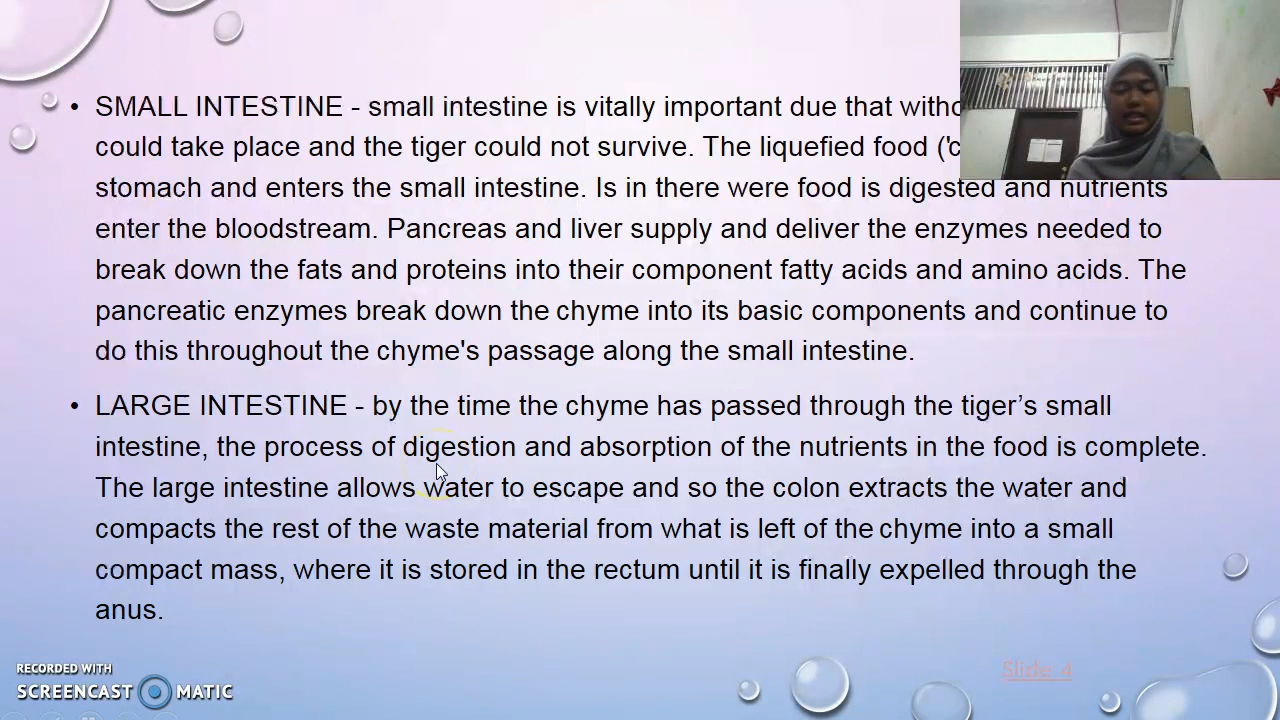 • SMALL INTESTINE - small intestine is vitally important due that
could take place and the tiger could not survive. The liquefied food
stomach and enters the small intestine. Is in there were food is digested and nutrients
enter the bloodstream. Pancreas and liver supply and deliver the enzymes needed to
break down the fats and proteins into their component fatty acids and amino acids. The
pancreatic enzymes break down the chyme into its basic components and continue to
do this throughout the chyme's passage along the small intestine.
• LARGE INTESTINE - by the time the chyme has passed through the tiger’s small
intestine, the process of digestion and absorption of the nutrients in the food is complete.
The large intestine allows water to escape and so the colon extracts the water and
compacts the rest of the waste material from what is left of the chyme into a small
compact mass, where it is stored in the rectum until it is finally expelled through the
anus.
Slide 4
RECORDED WITH
SCREENCAST MATIC